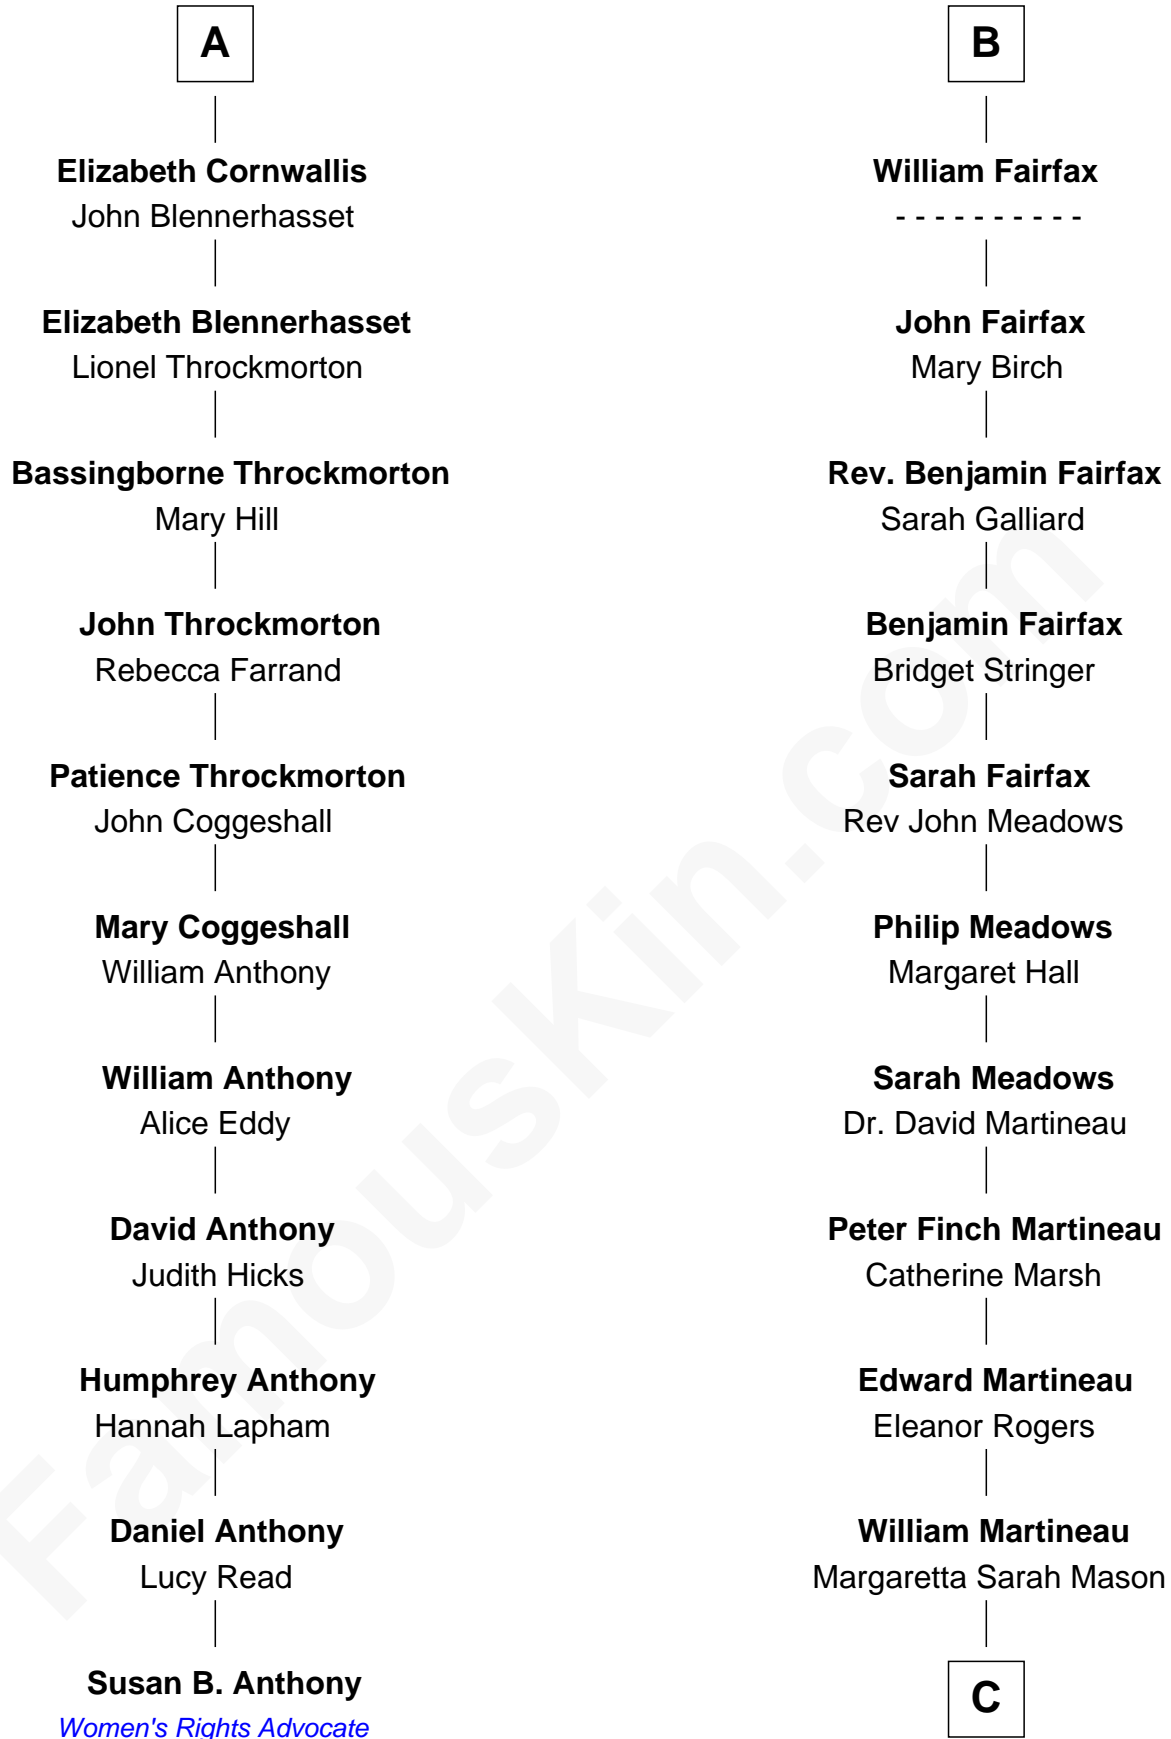 A
Elizabeth Cornwallis
John Blennerhasset
Elizabeth Blennerhasset
Lionel Throckmorton
Bassingborne Throckmorton
Mary Hill
John Throckmorton
Rebecca Farrand
Patience Throckmorton
John Coggeshall
Mary Coggeshall
William Anthony
William Anthony
Alice Eddy
David Anthony
Judith Hicks
Humphrey Anthony
Hannah Lapham
Daniel Anthony
Lucy Read
Susan B. Anthony
Women's Rights Advocate
B
William Fairfax
- - - - - - - - - -
John Fairfax
Mary Birch
Rev. Benjamin Fairfax
Sarah Galliard
Benjamin Fairfax
Bridget Stringer
Sarah Fairfax
Rev John Meadows
Philip Meadows
Margaret Hall
Sarah Meadows
Dr. David Martineau
Peter Finch Martineau
Catherine Marsh
Edward Martineau
Eleanor Rogers
William Martineau
Margaretta Sarah Mason
C
FamousKin.com